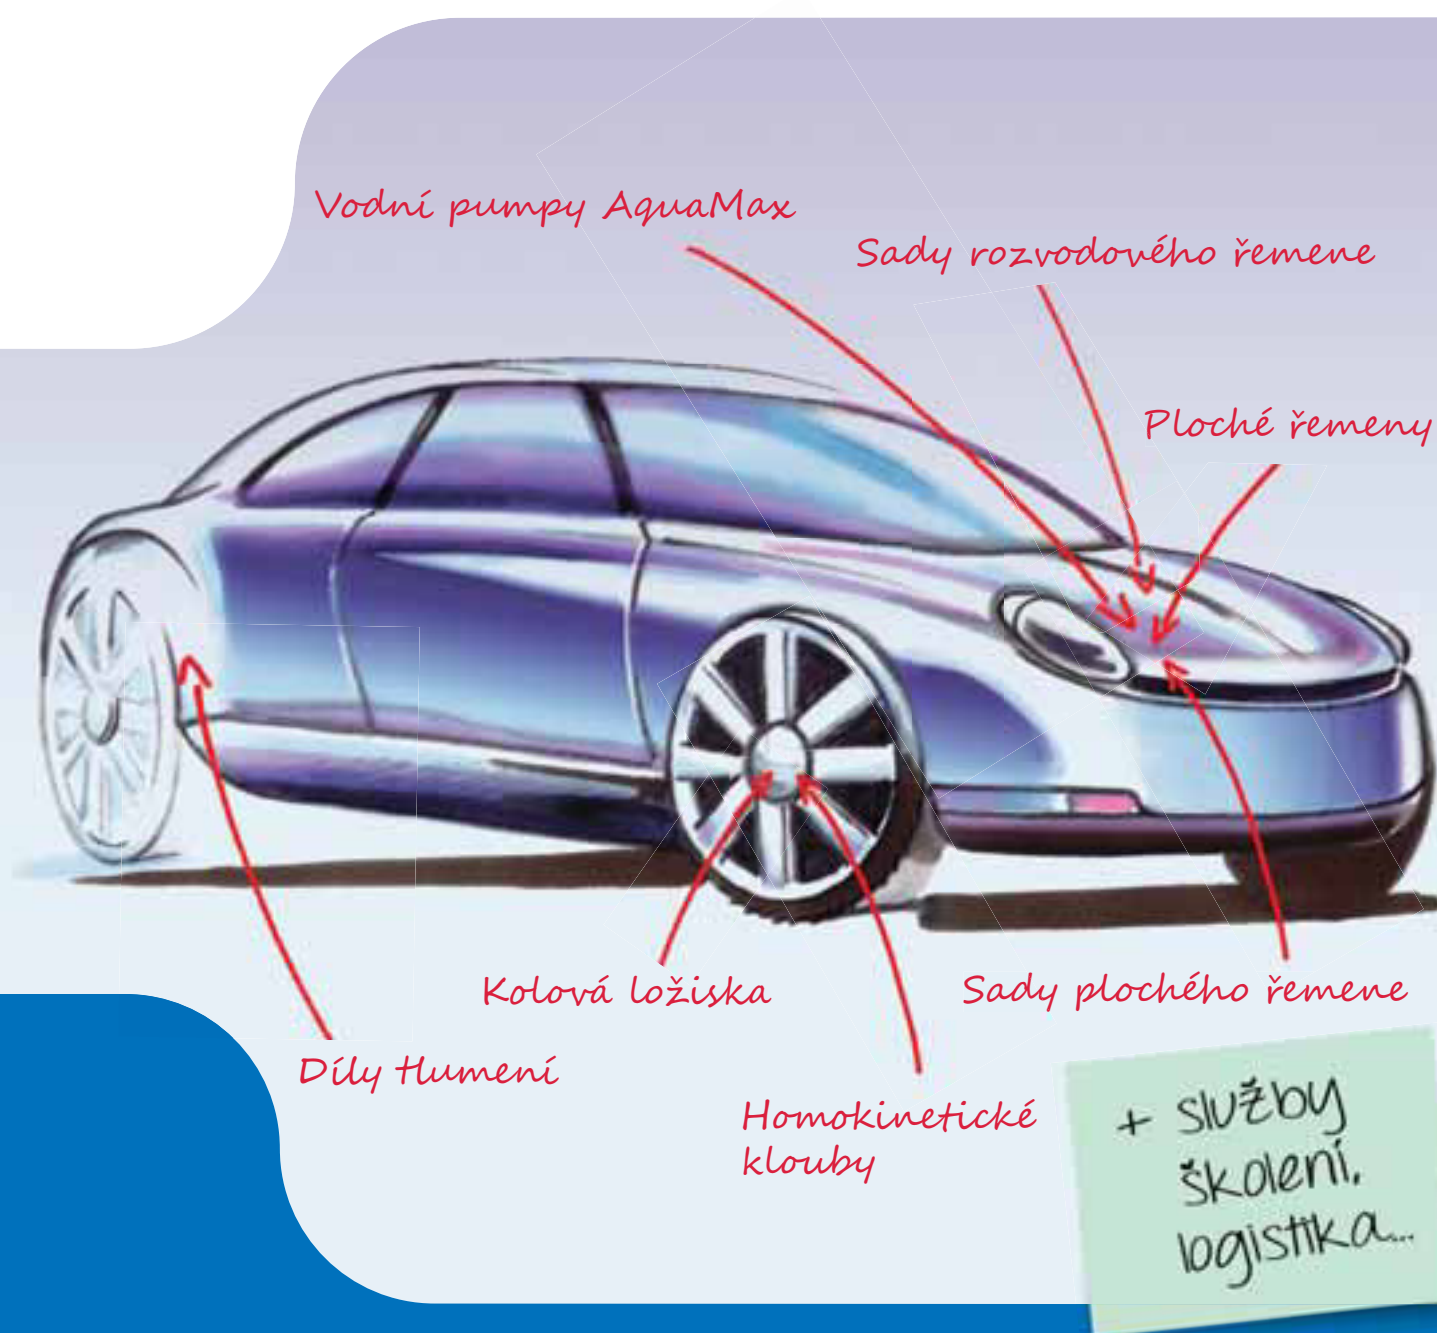 Vodní pumpy AquaMax
Sady rozvodového řemene
Ploché řemeny
Kolová ložiska
Sady plochého řemene
Díly tlumení
Homokinetické
klouby
+ služby
školení,
logistika...